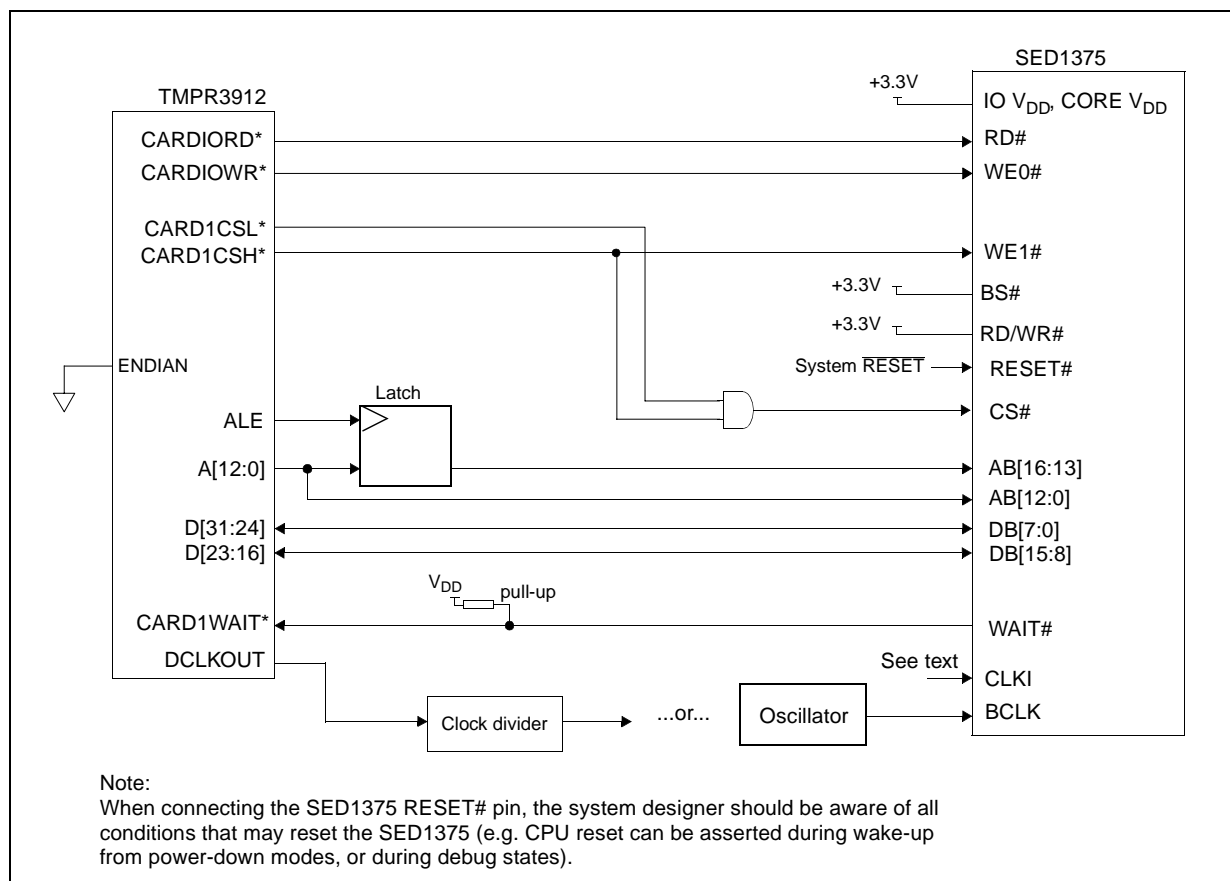 SED1375
+3.3V
IO VDD, CORE VDD
TMPR3912
CARDIORD*
RD#
CARDIOWR*
WE0#
CARD1CSL*
CARD1CSH*
WE1#
+3.3V
BS#
+3.3V
RD/WR#
ENDIAN
System RESET
RESET#
Latch
ALE
CS#
A[12:0]
AB[16:13]
AB[12:0]
D[31:24]
DB[7:0]
D[23:16]
DB[15:8]
VDD
pull-up
CARD1WAIT*
WAIT#
DCLKOUT
See text
CLKI
Clock divider
...or...
Oscillator
BCLK
Note:
When connecting the SED1375 RESET# pin, the system designer should be aware of all
conditions that may reset the SED1375 (e.g. CPU reset can be asserted during wake-up
from power-down modes, or during debug states).